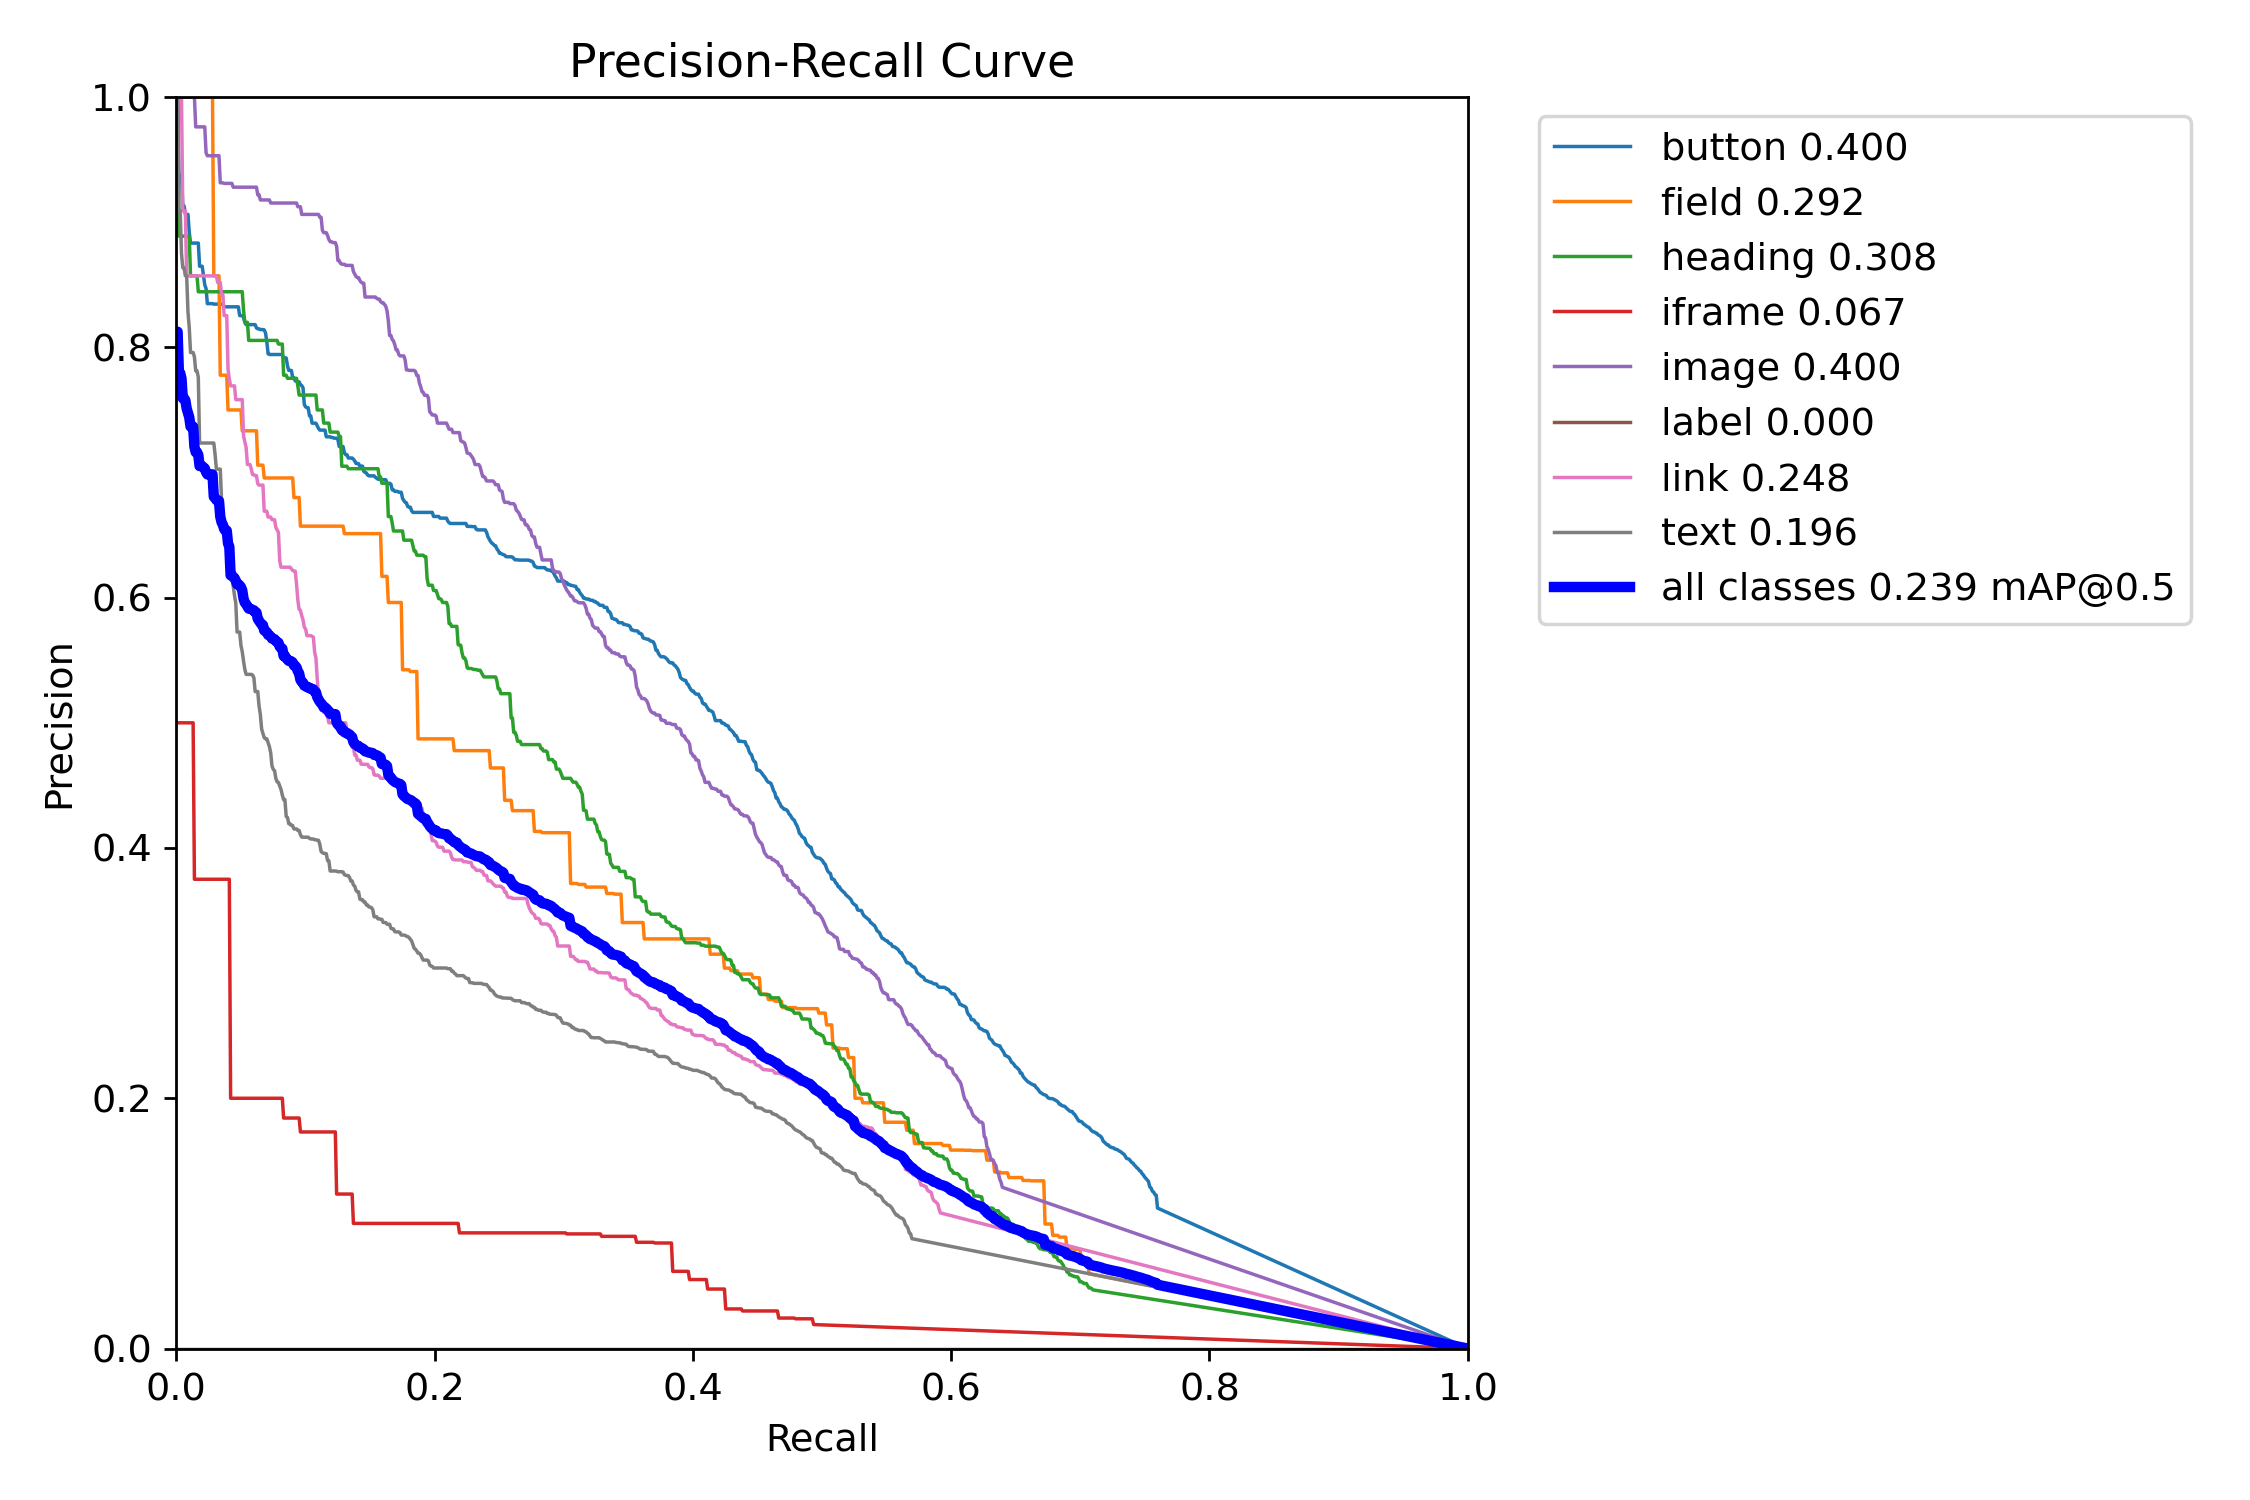 Precision-Recall Curve
1.0
0.8
0.6
0.4
0.2
0.0
Precision
0.0 0.2 0.4 0.6 0.8 1.0
Recall
button 0.400
field 0.292
heading 0.308
iframe 0.067
image 0.400
label 0.000
link 0.248
text 0.196
all classes 0.239 mAP@0.5